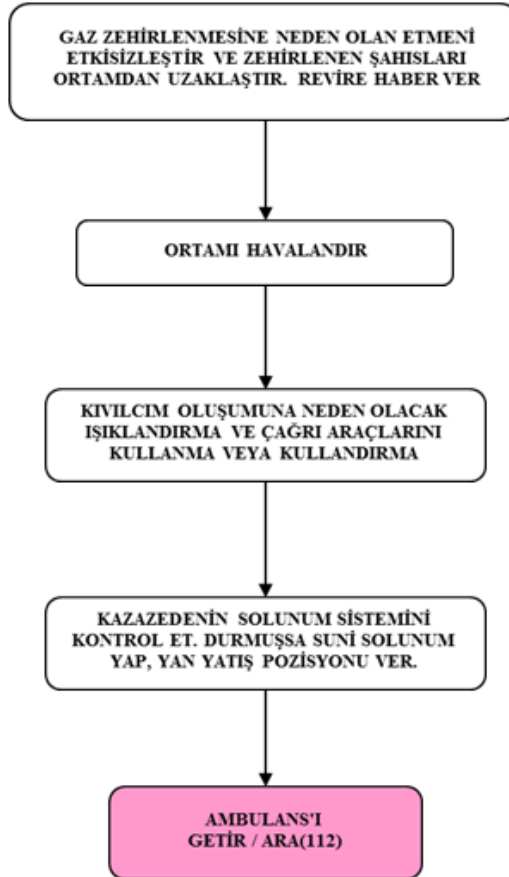 GAZ ZEHİRLENMESİNE NEDEN OLAN ETMENİ
ETKİSİZLEŞTİR VE ZEHİRLENEN ŞAHISLARI
ORTAMDAN UZAKLAŞTIR. REVİRE HABER VER
ORTAMI HAVALANDIR
KIVILCIM OLUŞUMUNA NEDEN OLACAK
IŞIKLANDIRMA VE ÇAĞRI ARAÇLARINI
KULLANMA VEYA KULLANDIRMA
KAZAZEDENİN SOLUNUM SİSTEMİNİ
KONTROL ET. DURMUŞSA SUNİ SOLUNUM
YAP, YAN YATIŞ POZİSYONU VER.
AMBULANS'I
GETİR / ARA(112)